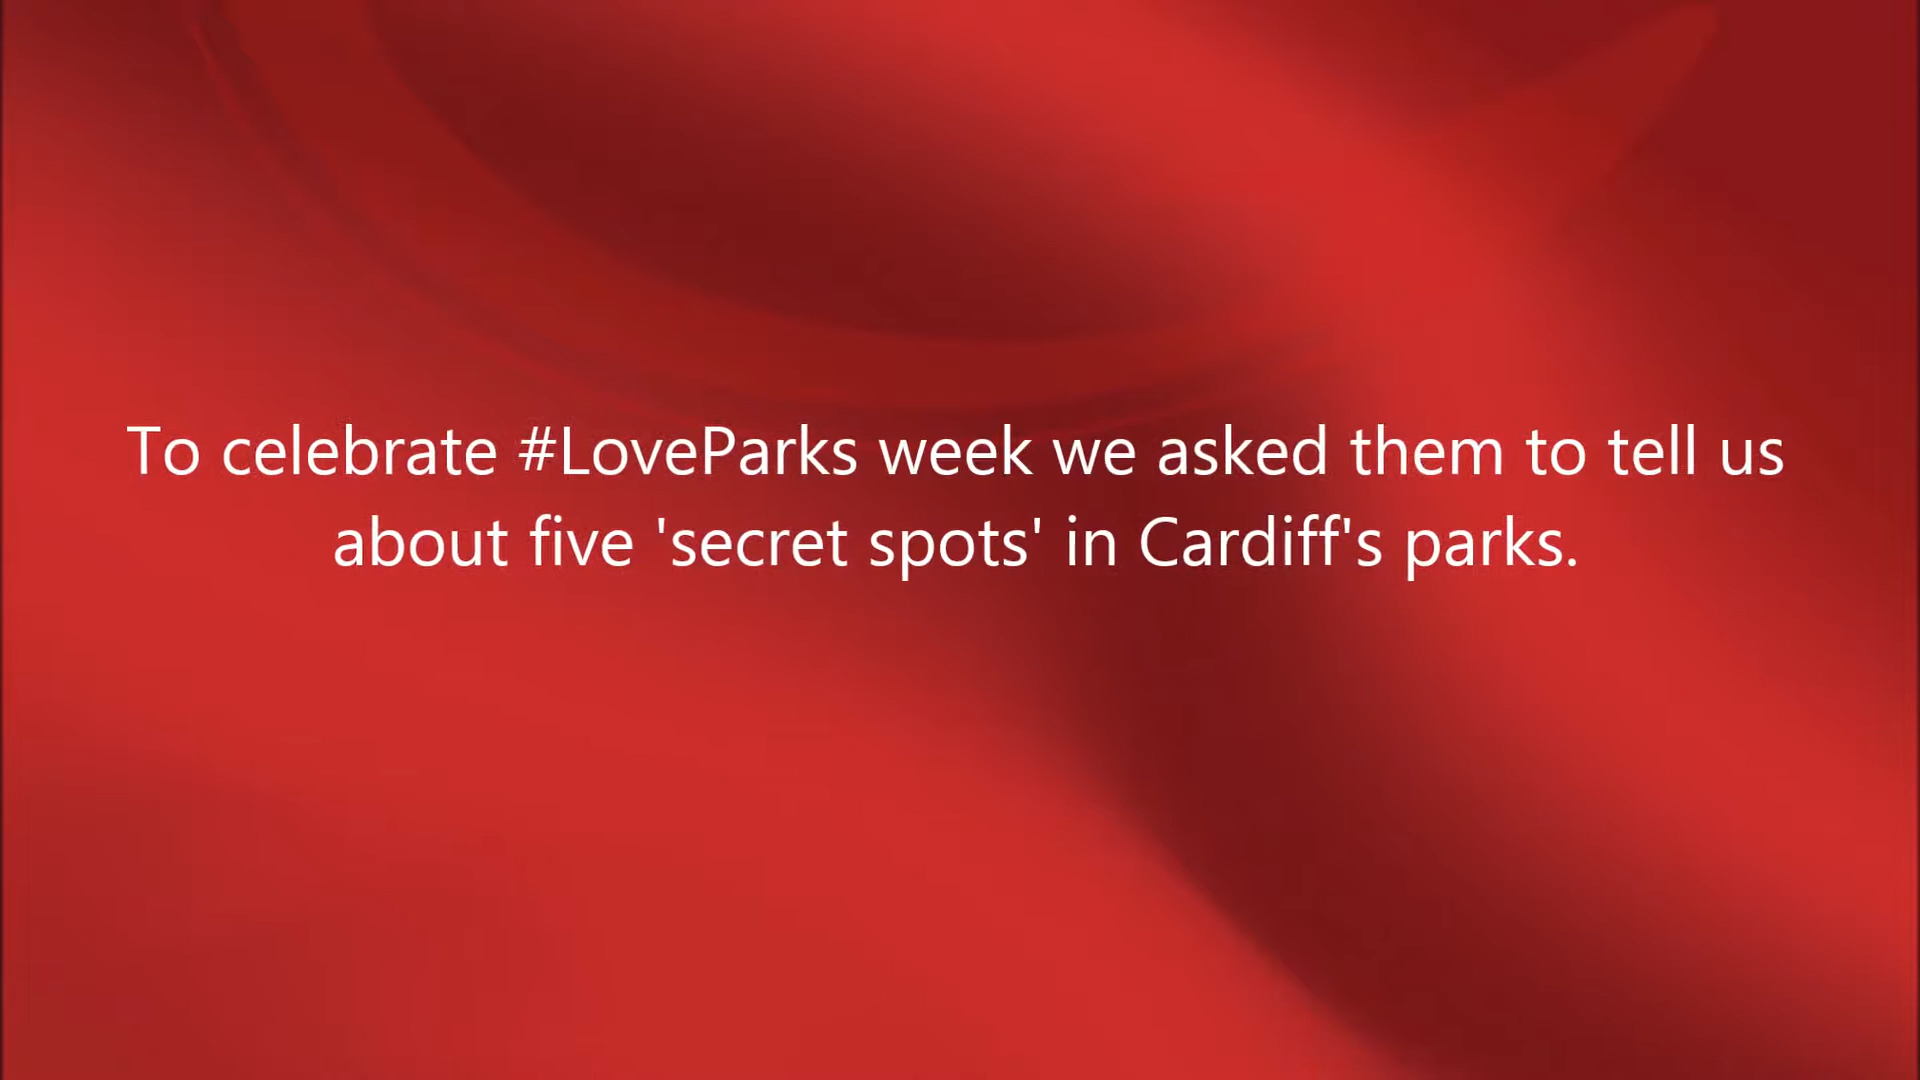 To celebrate #LoveParks week we asked them to tell us
about five 'secret spots' in Cardiff's parks.